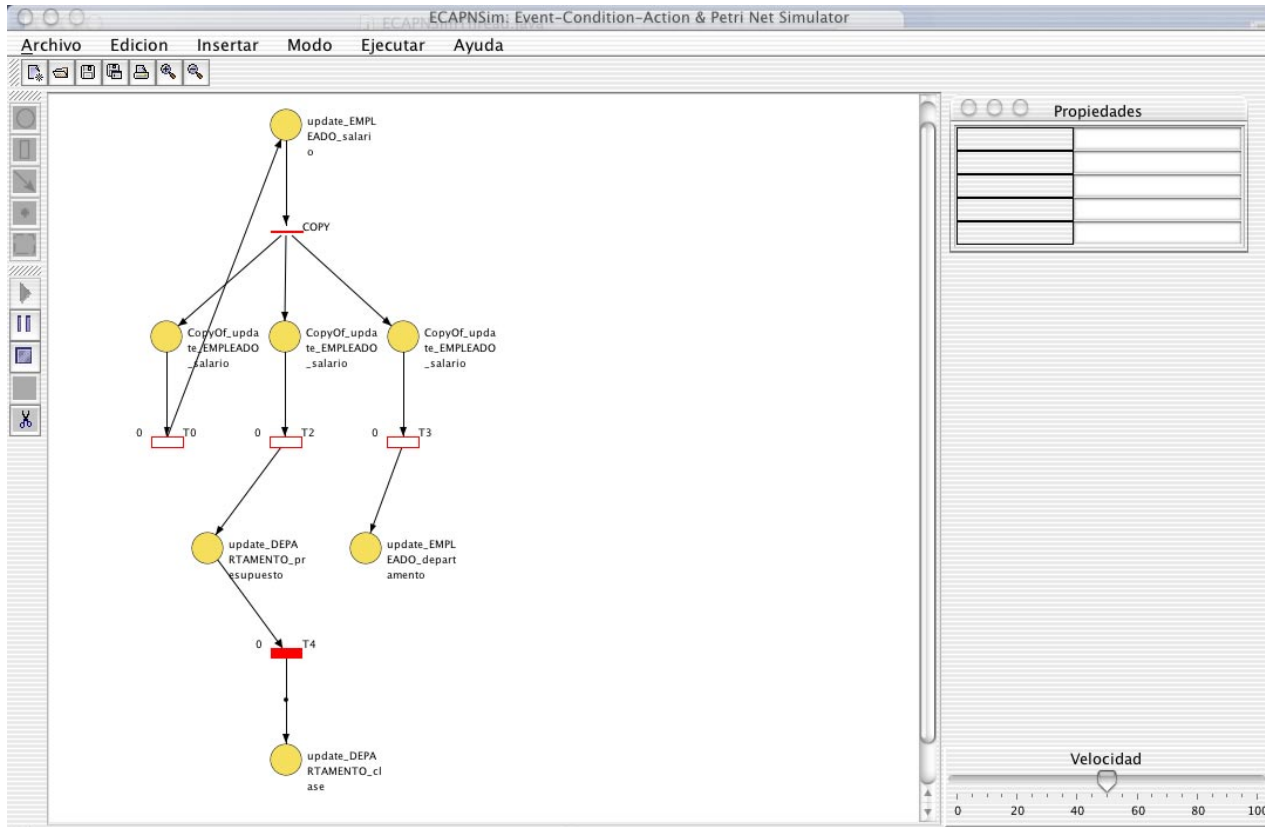 ECAPNSim: Event-Condition-Action & Petri Net Simulator
Archivo Edicion Insertar Modo Ejecutar Ayuda
Propiedades
update_EMPL
EADO_salari
o
COPY
CopyOf_upda
te_EMPLEADO
_salario
CopyOf_upda
te_EMPLEADO
_salario
CopyOf_upda
te_EMPLEADO
_salario
0 T0 0 T2 0 T3
update_DEPA
RTAMENTO_pr
esupuesto
update_EMPL
EADO_depart
amento
0 T4
update_DEPA
RTAMENTO_cl
ase
Velocidad
0 20 40 60 80 100